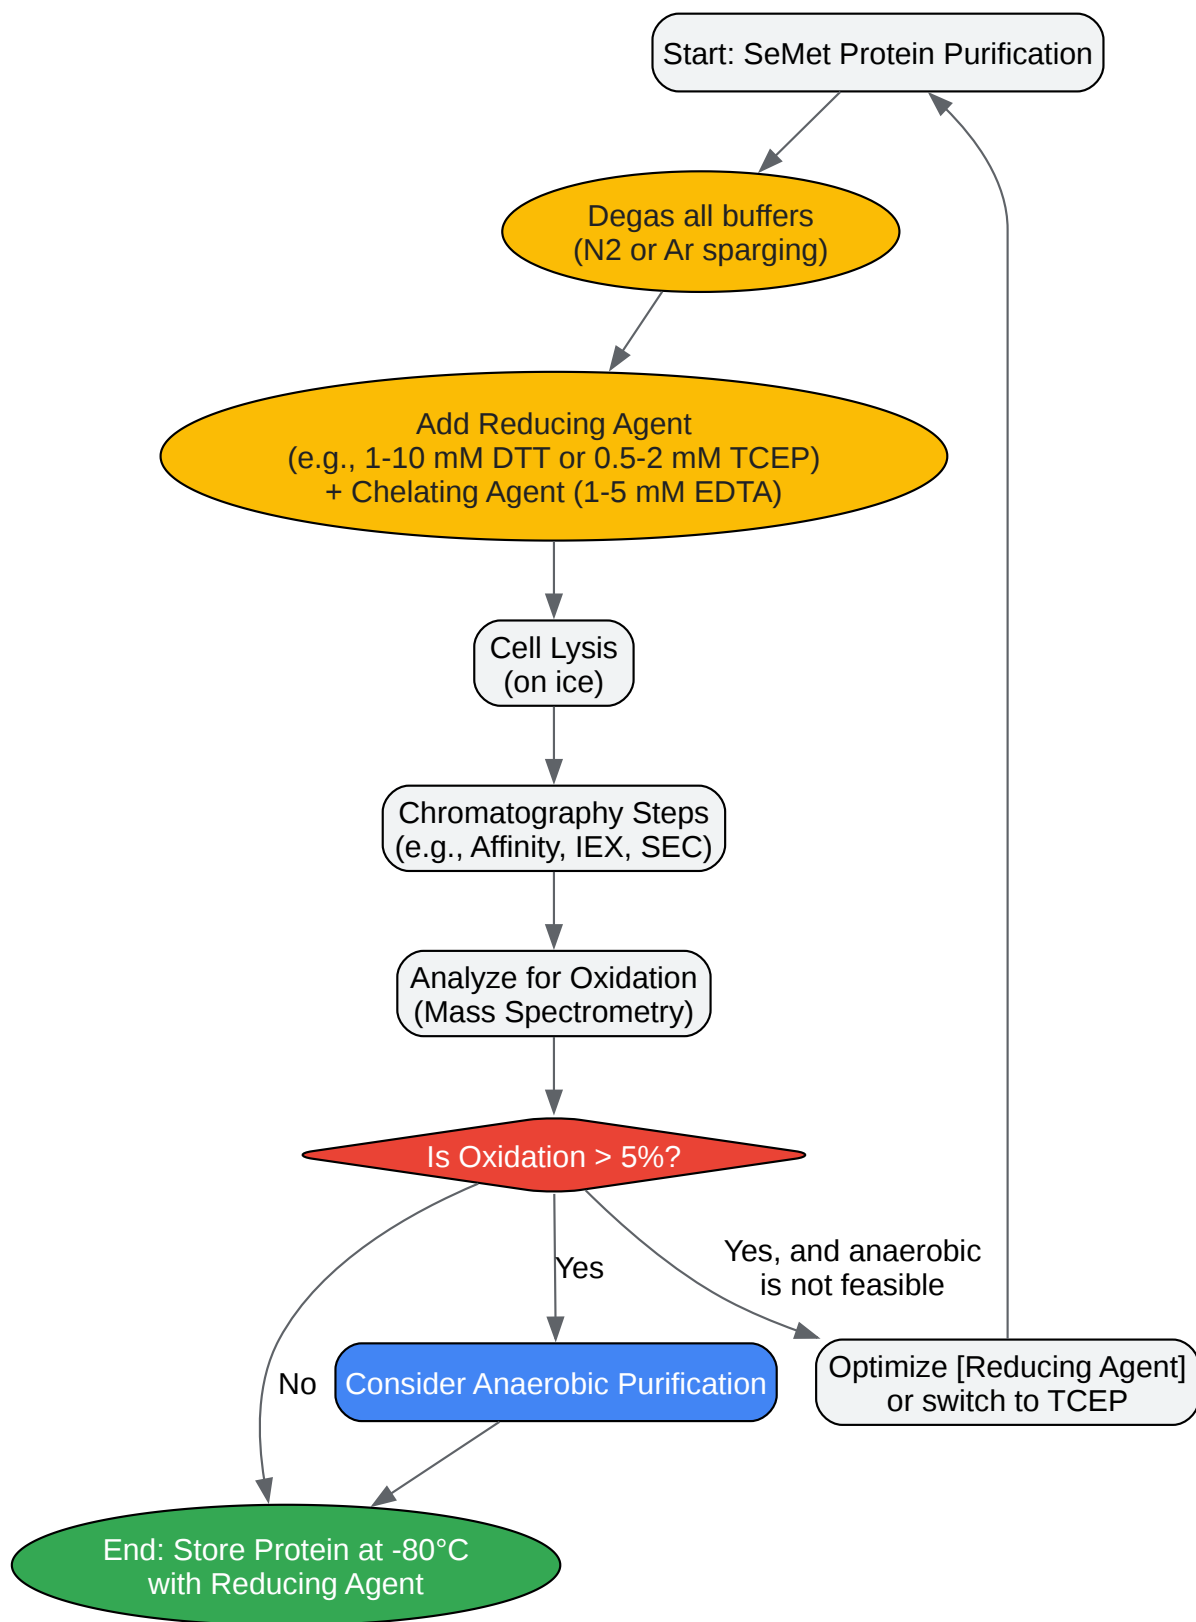 Start: SeMet Protein Purification
Degas all buffers
(N2 or Ar sparging)
Add Reducing Agent
(e.g., 1-10 mM DTT or 0.5-2 mM TCEP)
+ Chelating Agent (1-5 mM EDTA)
Cell Lysis
(on ice)
Chromatography Steps
(e.g., Affinity, IEX, SEC)
Analyze for Oxidation
(Mass Spectrometry)
Is Oxidation > 5%?
Yes, and anaerobic
is not feasible
Yes
No
Consider Anaerobic Purification
Optimize [Reducing Agent]
or switch to TCEP
End: Store Protein at -80°C
with Reducing Agent